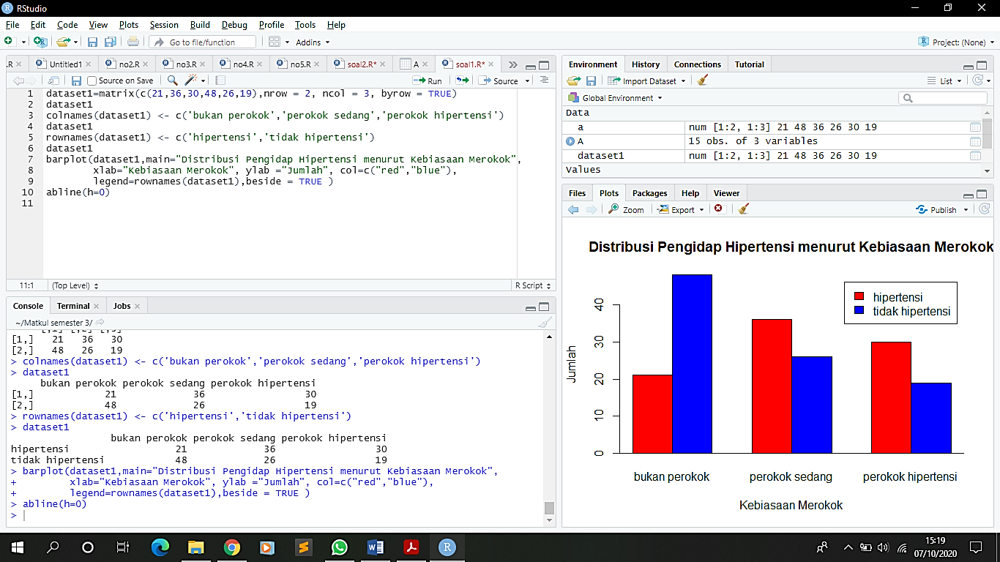 RStudio
File Edit Code View Plots Session Build Debug Profile Tools Help
Go to file/function Addins Project: (None)
.R Untitled1 no2.R no3.R no4.R no5.R soal2.R* A soal1.R*
Source on Save Run Source
1 dataset1=matrix(c(21,36,30,48,26,19),nrow = 2, ncol = 3, byrow = TRUE)
2 dataset1
3 colnames(dataset1) <- c('bukan perokok','perokok sedang','perokok hipertensi')
4 dataset1
5 rownames(dataset1) <- c('hipertensi','tidak hipertensi')
6 dataset1
7 barplot(dataset1,main="Distribusi Pengidap Hipertensi menurut Kebiasaan Merokok",
8 xlab="Kebiasaan Merokok", ylab ="Jumlah", col=c("red","blue"),
9 legend=rownames(dataset1),beside = TRUE )
10 abline(h=0)
11
11:1 (Top Level) R Script
Console Terminal Jobs
~/Matkul semester 3/
[,1] [,2] [,3]
[1,] 21 36 30
[2,] 48 26 19
> colnames(dataset1) <- c('bukan perokok','perokok sedang','perokok hipertensi')
> dataset1
bukan perokok perokok sedang perokok hipertensi
[1,] 21 36 30
[2,] 48 26 19
> rownames(dataset1) <- c('hipertensi','tidak hipertensi')
> dataset1
bukan perokok perokok sedang perokok hipertensi
hipertensi 21 36 30
tidak hipertensi 48 26 19
> barplot(dataset1,main="Distribusi Pengidap Hipertensi menurut Kebiasaan Merokok",
+ xlab="Kebiasaan Merokok", ylab ="Jumlah", col=c("red","blue"),
+ legend=rownames(dataset1),beside = TRUE )
> abline(h=0)
>
Environment History Connections Tutorial
Import Dataset List
Global Environment
Data
a num [1:2, 1:3] 21 48 36 26 30 19
A 15 obs. of 3 variables
dataset1 num [1:2, 1:3] 21 48 36 26 30 19
Values
Files Plots Packages Help Viewer
Zoom Export Publish
Distribusi Pengidap Hipertensi menurut Kebiasaan Merokok
hipertensi
tidak hipertensi
Jumlah
40
30
20
10
0
bukan perokok perokok sedang perokok hipertensi
Kebiasaan Merokok
15:19
07/10/2020